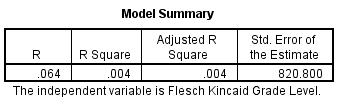 Model Summary
R R Square Adjusted R Square Std. Error of the Estimate
.064 .004 .004 820.800
The independent variable is Flesch Kincaid Grade Level.